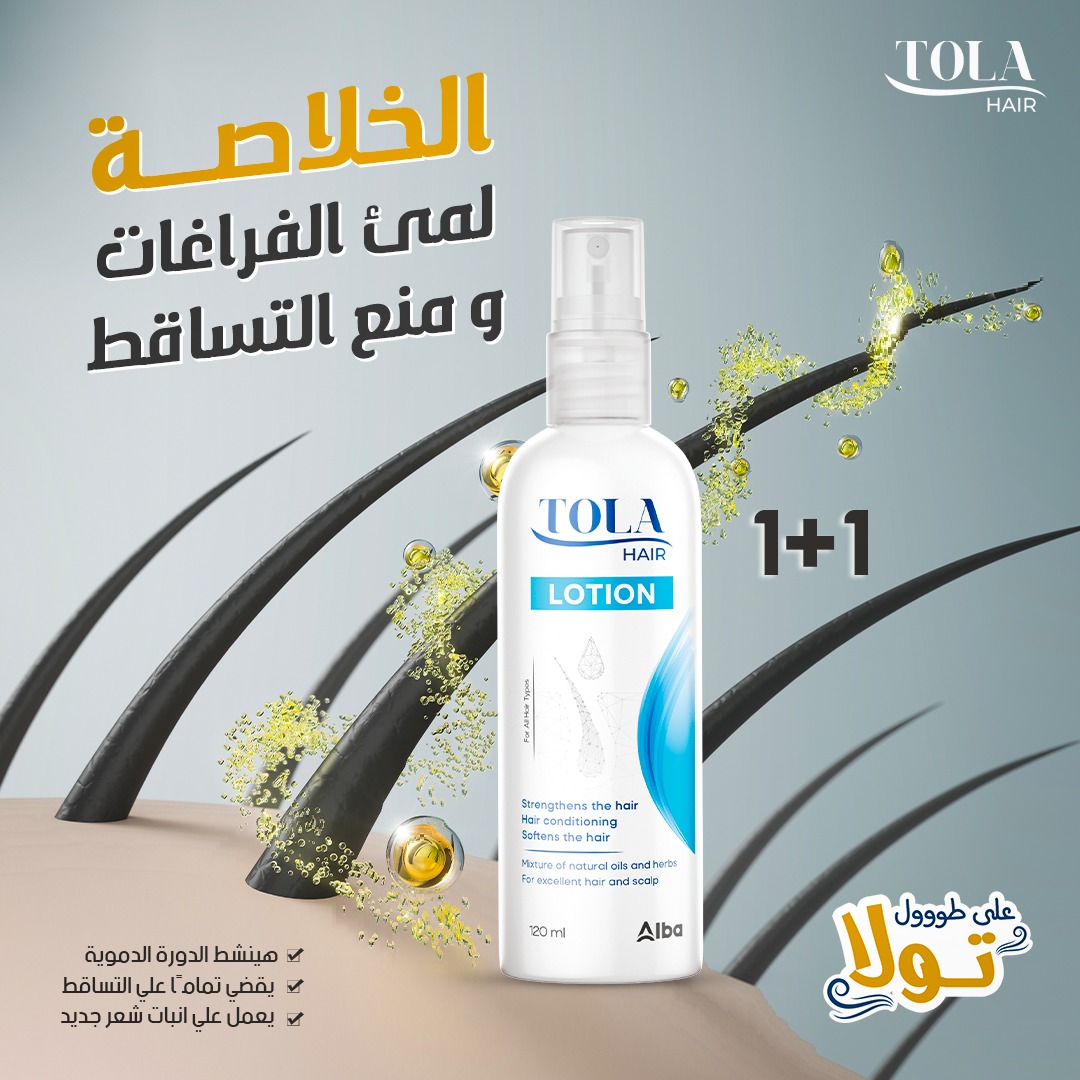 TOLA
HAIR
الخلاصة
لمئ الفراغات
و منع التساقط
1+1
TOLA
HAIR
LOTION
For All Hair Types
Strengthens the hair
Hair conditioning
Softens the hair
Mixture of natural oils and herbs
For excellent hair and scalp
120 ml
Alba
هينشط الدورة الدموية
يقضي تماماً علي التساقط
يعمل علي انبات شعر جديد
على طوووول
تولا